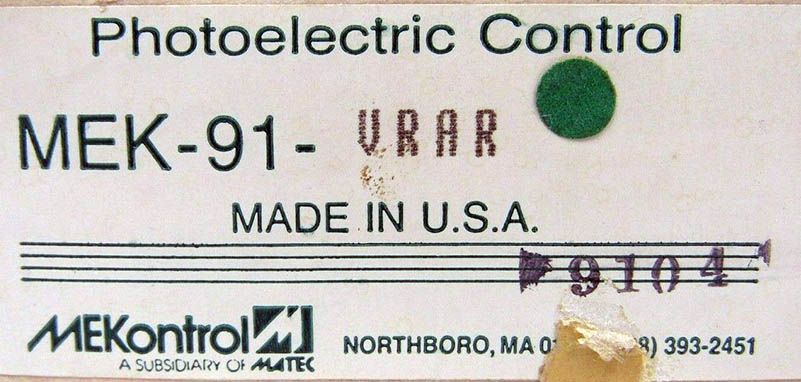 Photoelectric Control
MEK-91- VRAR
MADE IN U.S.A.
9104
MEKontrol
A SUBSIDIARY OF MATEC
NORTHBORO, MA 393-2451